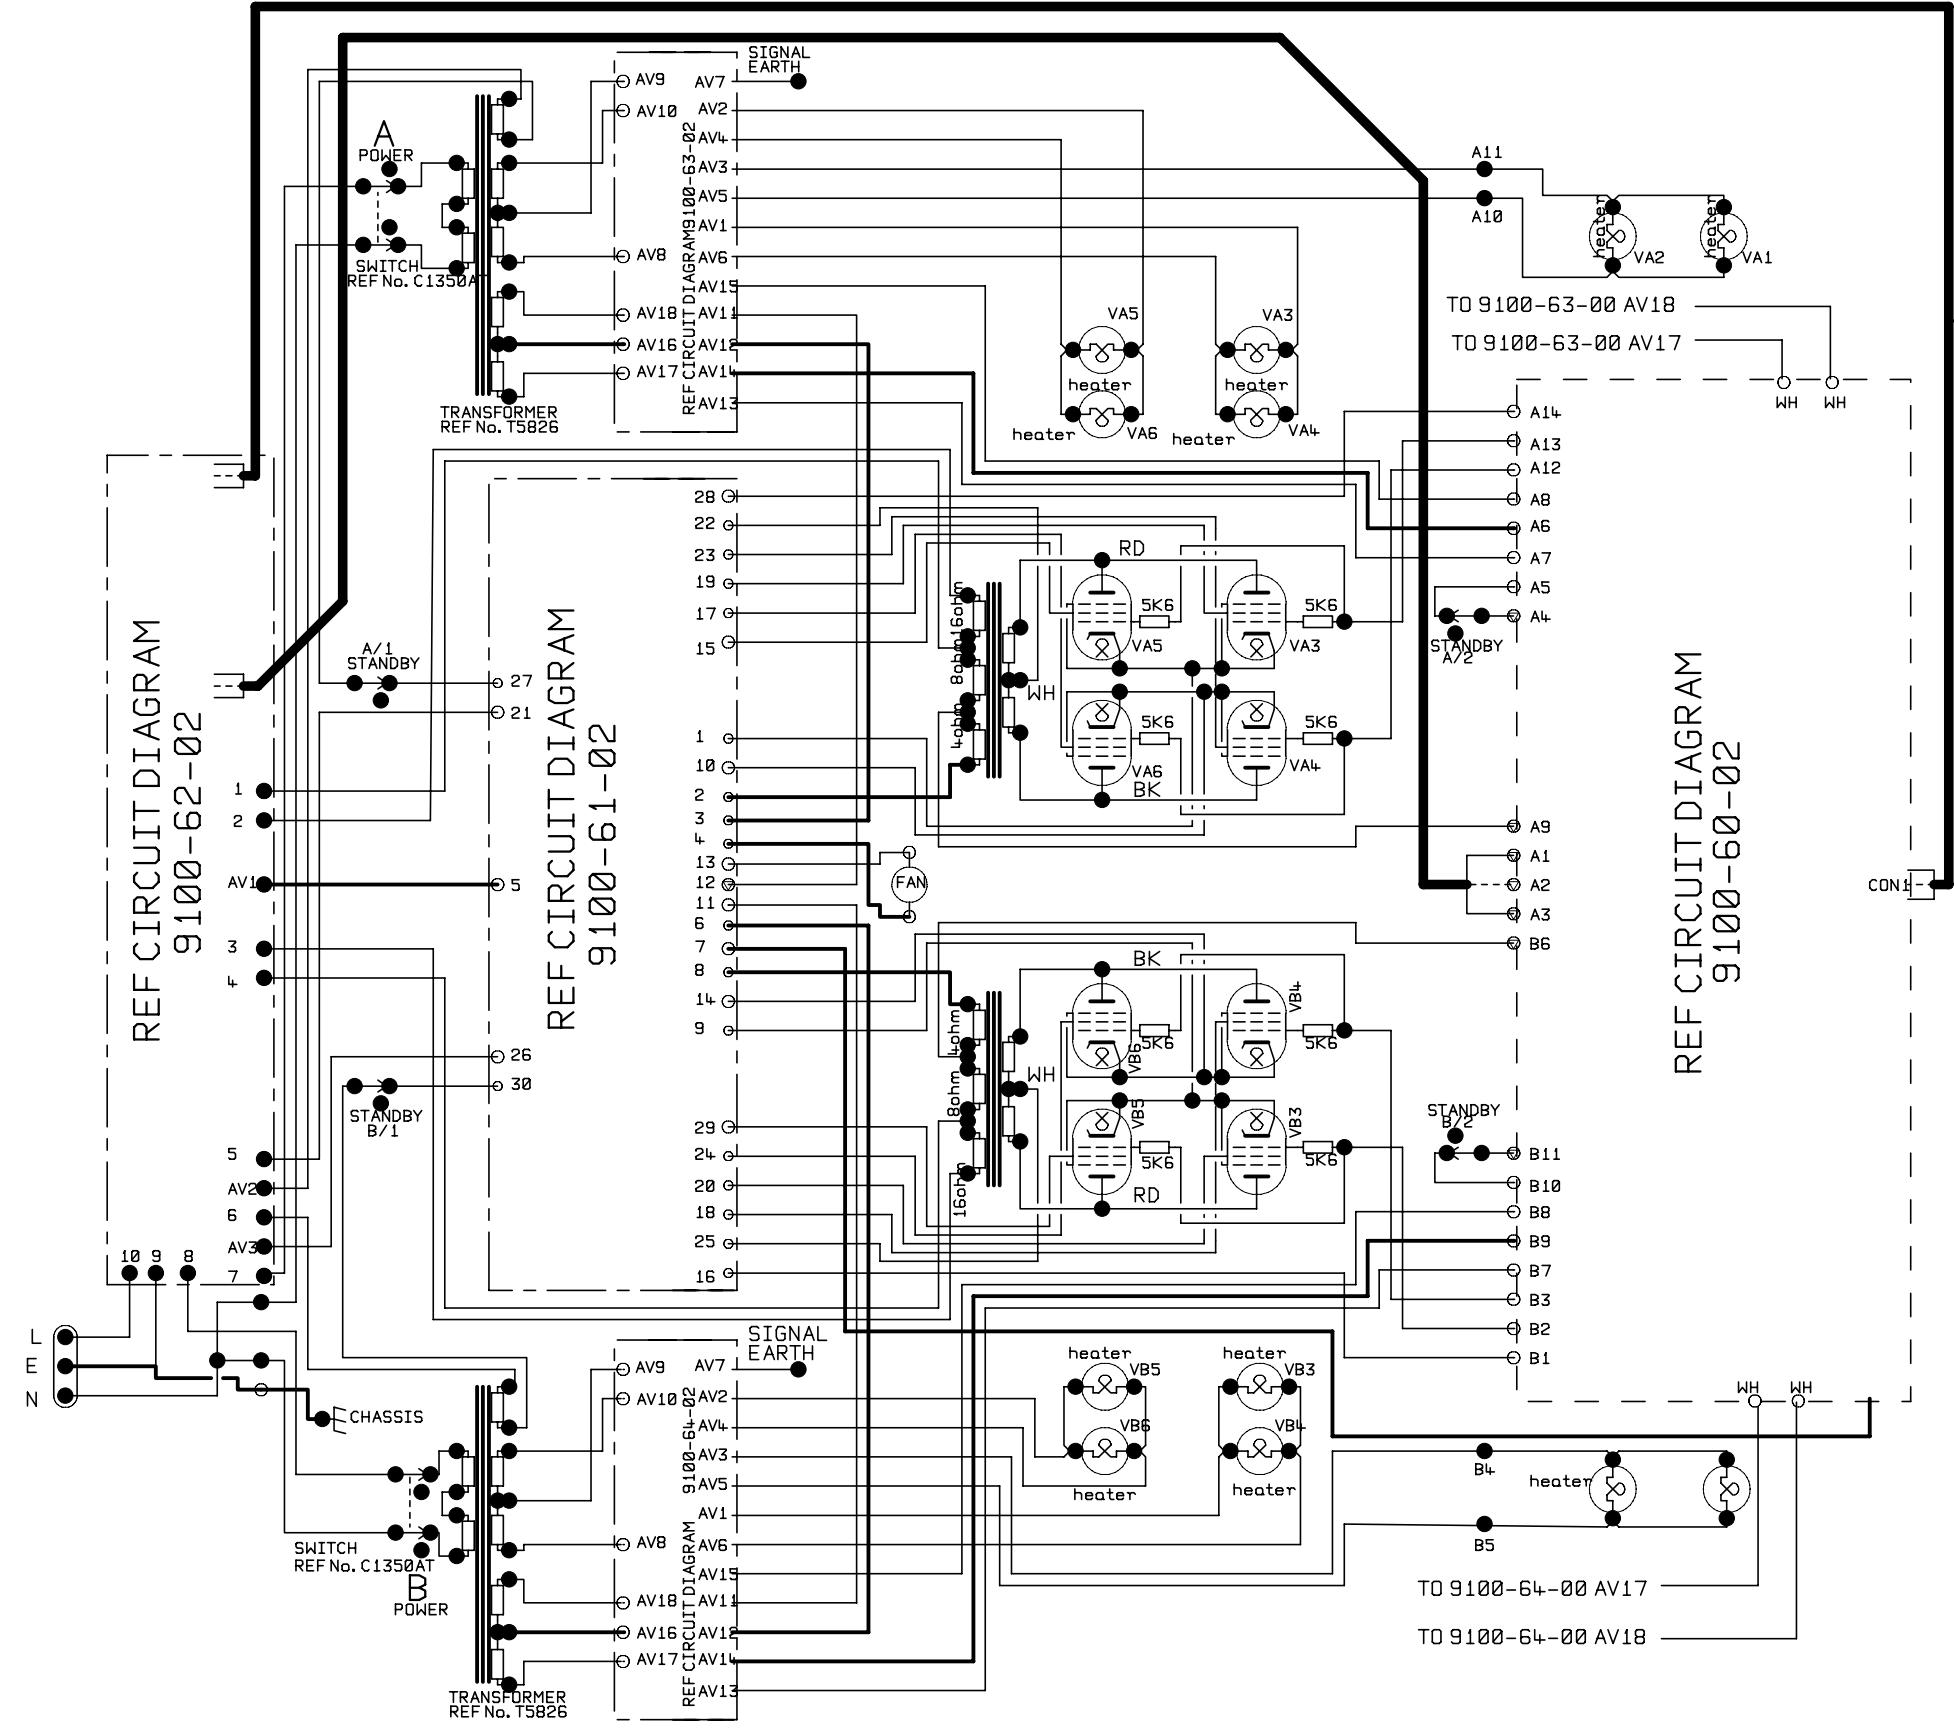 SIGNAL
EARTH
AV9
AV7
AV10
AV2
AV4
AV3
AV5
AV1
AV8
AV6
AV15
AV18
AV11
AV16
AV12
AV17
AV14
AV13
REF CIRCUIT DIAGRAM 9100-63-02
A
POWER
SWITCH
REF No. C1350AT
TRANSFORMER
REF No. T5826
A11
A10
heater
VA2
heater
VA1
VA5
VA3
heater
heater
heater
VA6
heater
VA4
TO 9100-63-00 AV18
TO 9100-63-00 AV17
WH
WH
REF CIRCUIT DIAGRAM
9100-62-02
1
2
AV1
3
4
5
AV2
6
AV3
7
10
9
8
L
E
N
CHASSIS
A/1
STANDBY
STANDBY
B/1
REF CIRCUIT DIAGRAM
9100-61-02
27
21
5
26
30
28
22
23
19
17
15
1
10
2
3
4
13
12
11
6
7
8
14
9
29
24
20
18
25
16
FAN
16ohm
8ohm
4ohm
WH
RD
5K6
5K6
VA5
VA3
5K6
5K6
VA6
VA4
BK
BK
4ohm
8ohm
16ohm
WH
VB6
5K6
VB4
5K6
VB5
5K6
VB3
5K6
RD
A14
A13
A12
A8
A6
A7
A5
A4
STANDBY
A/2
A9
A1
A2
A3
B6
CON1
REF CIRCUIT DIAGRAM
9100-60-02
STANDBY
B/2
B11
B10
B8
B9
B7
B3
B2
B1
WH
WH
SIGNAL
EARTH
AV9
AV7
AV10
AV2
AV4
AV3
AV5
AV1
AV8
AV6
AV15
AV18
AV11
AV16
AV12
AV17
AV14
AV13
REF CIRCUIT DIAGRAM 9100-64-02
SWITCH
REF No. C1350AT
B
POWER
TRANSFORMER
REF No. T5826
heater
VB5
heater
VB3
VB6
VB4
heater
heater
B4
heater
B5
TO 9100-64-00 AV17
TO 9100-64-00 AV18